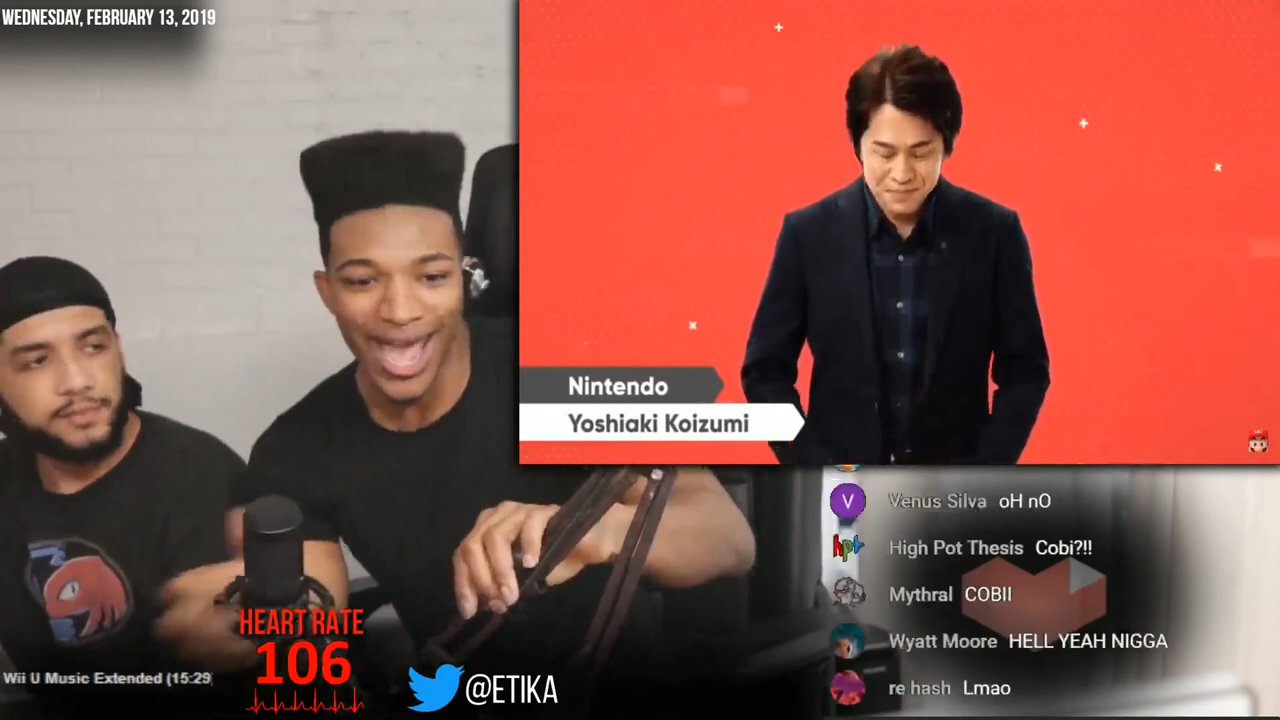 WEDNESDAY, FEBRUARY 13, 2019
Nintendo
Yoshiaki Koizumi
Venus Silva oH nO
High Pot Thesis Cobi?!!
Mythral COBII
Wyatt Moore HELL YEAH NIGGA
re hash Lmao
V
hpt
HEART RATE
106
Wii U Music Extended (15:29
@ETIKA